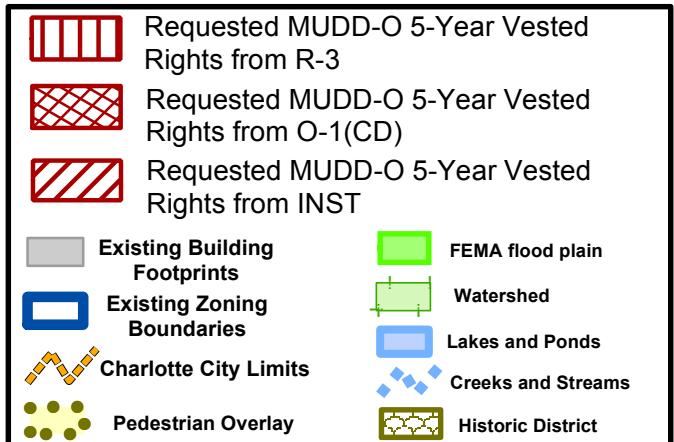 Requested MUDD-O 5-Year Vested
Rights from R-3
Requested MUDD-O 5-Year Vested
Rights from O-1(CD)
Requested MUDD-O 5-Year Vested
Rights from INST
Existing Building
Footprints
Existing Zoning
Boundaries
Charlotte City Limits
Pedestrian Overlay
FEMA flood plain
Watershed
Lakes and Ponds
Creeks and Streams
Historic District